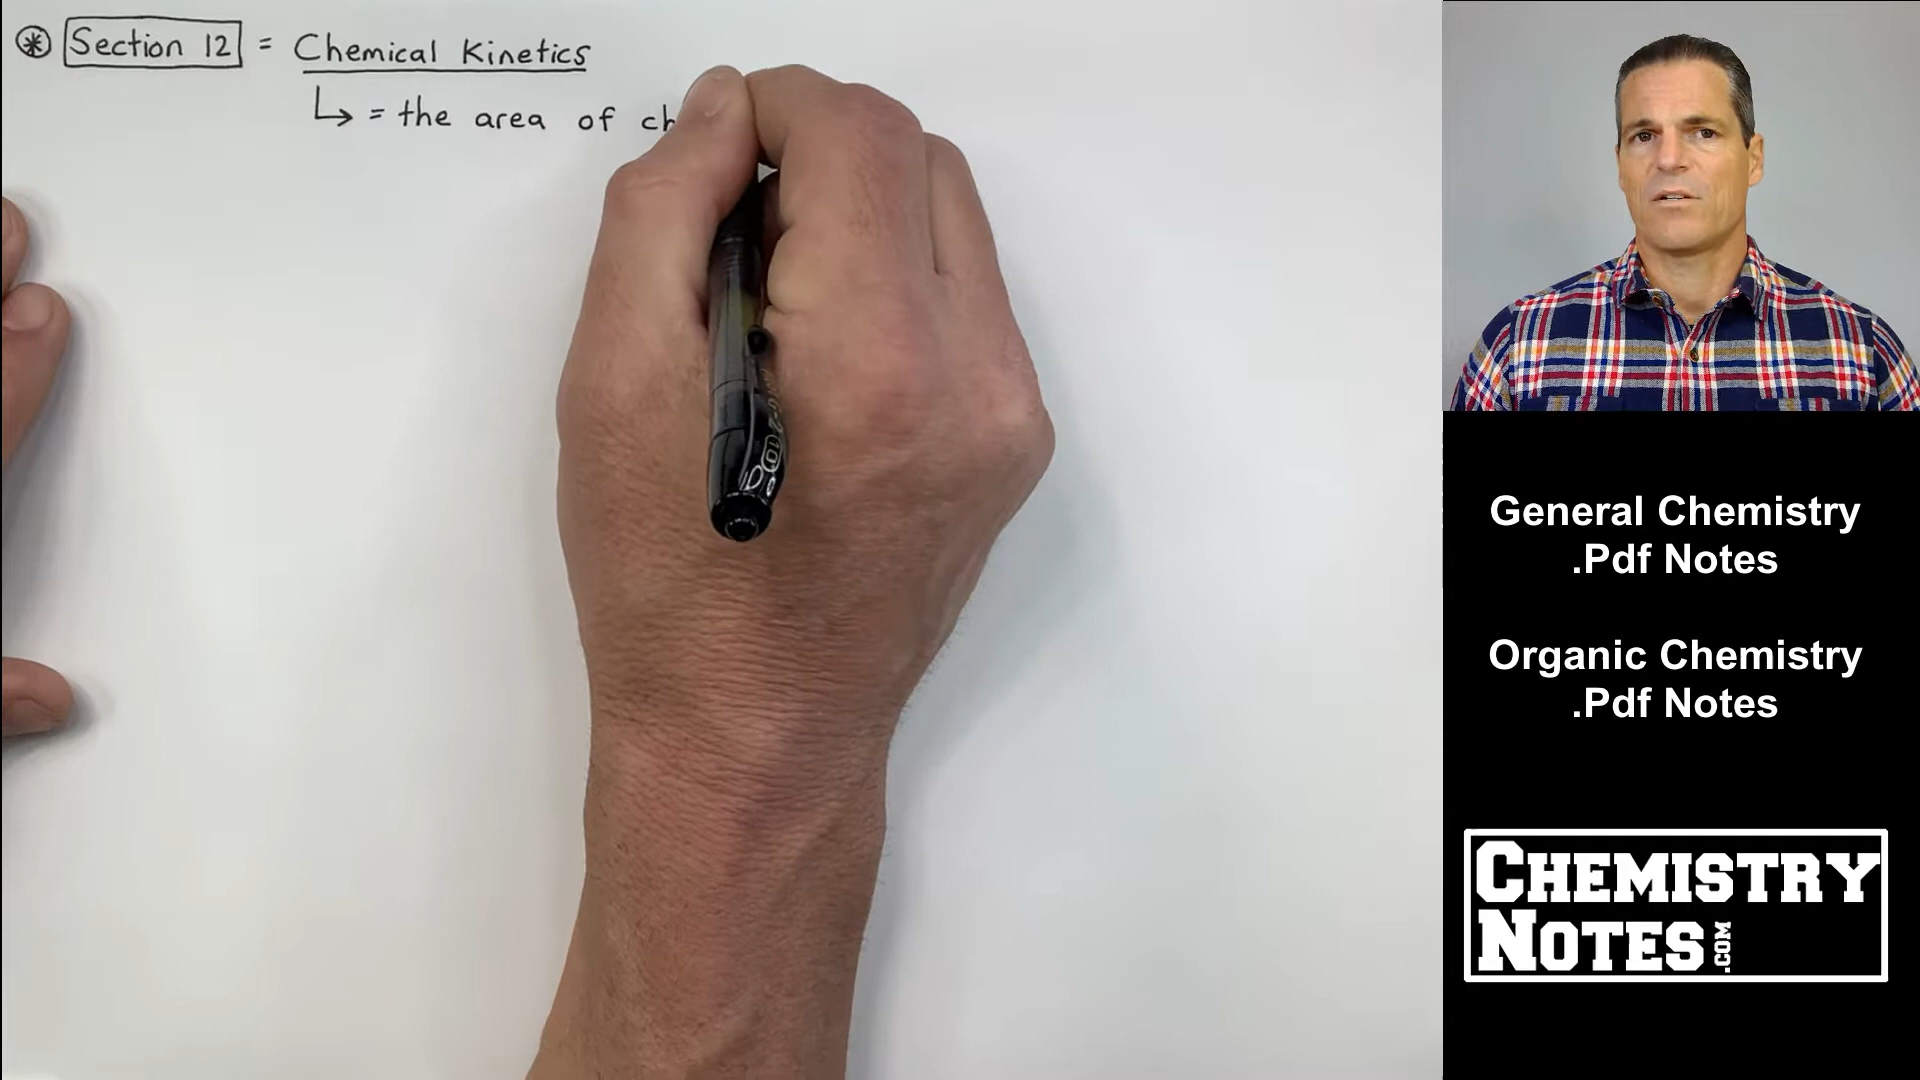 ⊛ Section 12 = Chemical Kinetics
↳ = the area of ch
General Chemistry
.Pdf Notes
Organic Chemistry
.Pdf Notes
CHEMISTRY
NOTES.COM